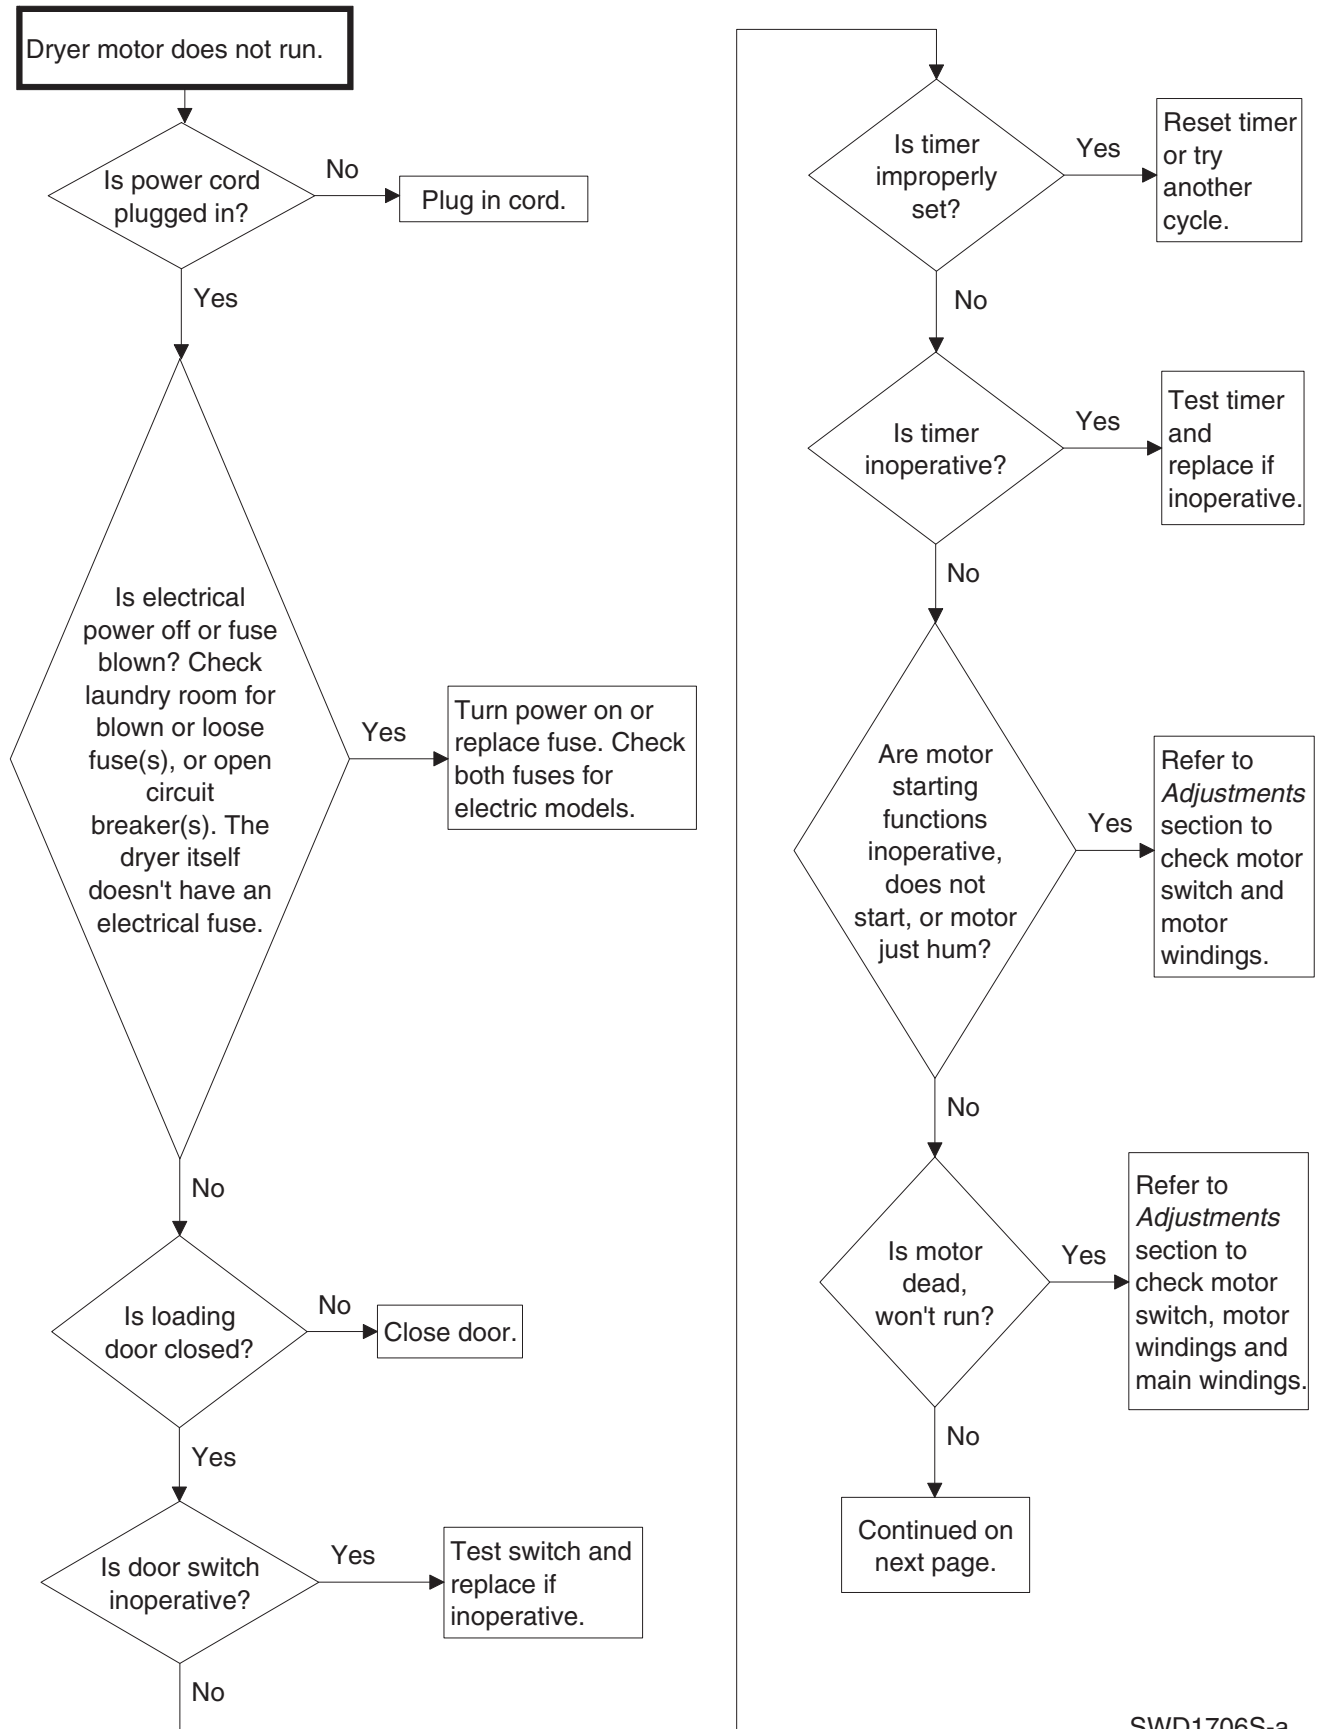 Dryer motor does not run.
Is power cord
plugged in?
No
Plug in cord.
Yes
Is electrical
power off or fuse
blown? Check
laundry room for
blown or loose
fuse(s), or open
circuit
breaker(s). The
dryer itself
doesn't have an
electrical fuse.
Yes
Turn power on or
replace fuse. Check
both fuses for
electric models.
No
Is loading
door closed?
No
Close door.
Yes
Is door switch
inoperative?
Yes
Test switch and
replace if
inoperative.
No
Is timer
improperly
set?
Yes
Reset timer
or try
another
cycle.
No
Is timer
inoperative?
Yes
Test timer
and
replace if
inoperative.
No
Are motor
starting
functions
inoperative,
does not
start, or motor
just hum?
Yes
Refer to
Adjustments
section to
check motor
switch and
motor
windings.
No
Is motor
dead,
won't run?
Yes
Refer to
Adjustments
section to
check motor
switch, motor
windings and
main windings.
No
Continued on
next page.
SWD1706S-a